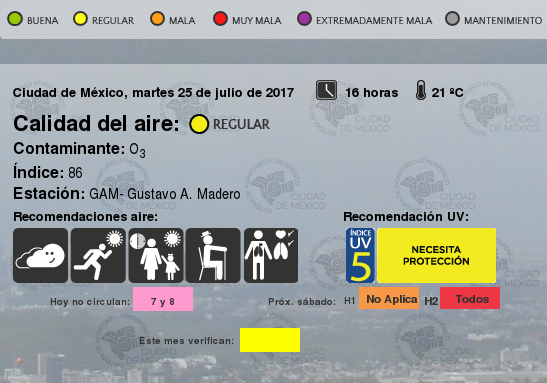 BUENA REGULAR MALA MUY MALA EXTREMADAMENTE MALA MANTENIMIENTO
Ciudad de México, martes 25 de julio de 2017 16 horas 21 ºC
Calidad del aire: REGULAR
Contaminante: O3
Índice: 86
Estación: GAM- Gustavo A. Madero
Recomendaciones aire: Recomendación UV:
ÍNDICE
UV
5
NECESITA
PROTECCIÓN
Hoy no circulan: 7 y 8 Próx. sábado: H1 No Aplica H2 Todos
Este mes verifican: